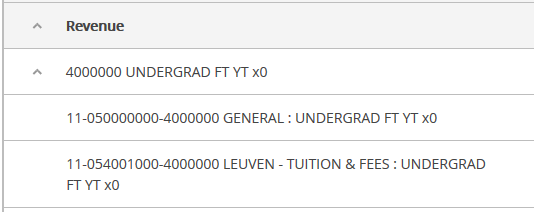 Revenue
4000000 UNDERGRAD FT YT x0
11-050000000-4000000 GENERAL : UNDERGRAD FT YT x0
11-054001000-4000000 LEUVEN - TUITION & FEES : UNDERGRAD
FT YT x0